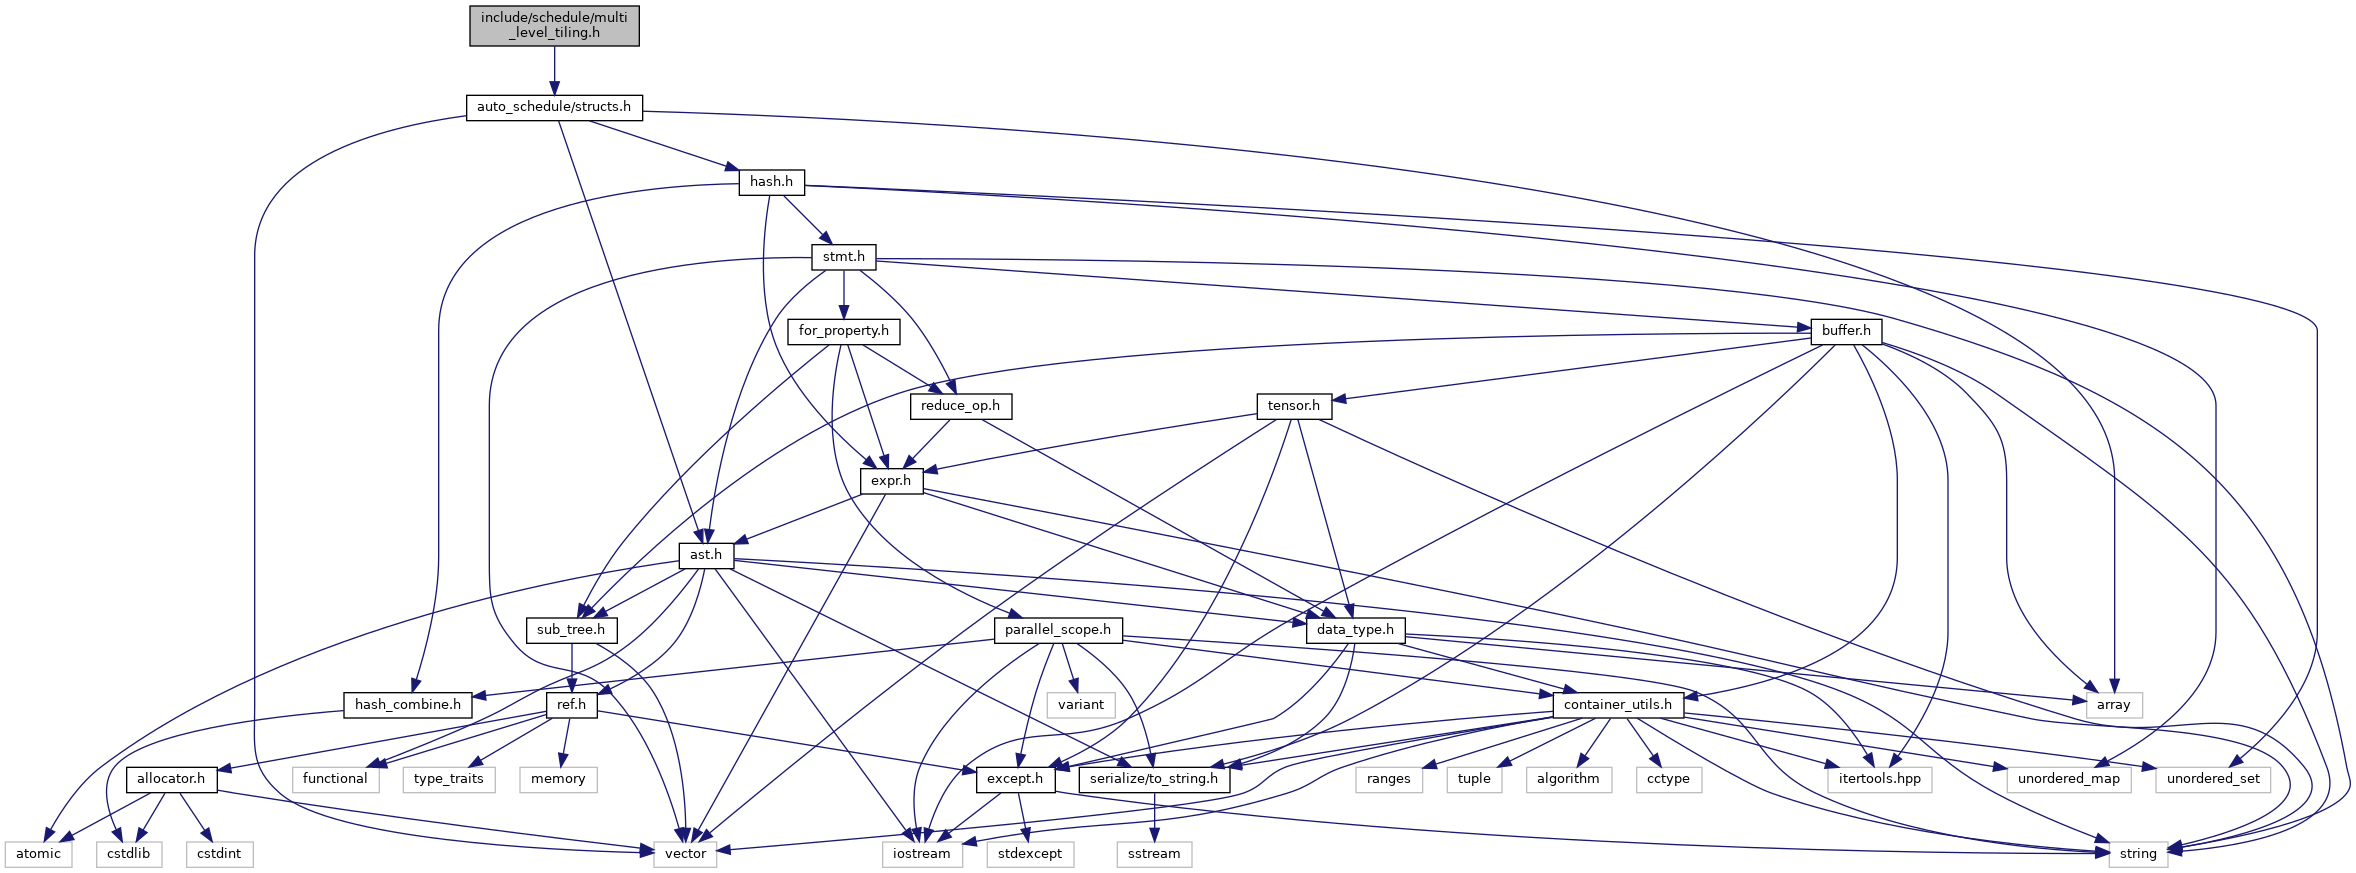 include/schedule/multi
_level_tiling.h
auto_schedule/structs.h
hash.h
stmt.h
for_property.h
buffer.h
reduce_op.h
tensor.h
expr.h
ast.h
sub_tree.h
parallel_scope.h
data_type.h
hash_combine.h
ref.h
variant
container_utils.h
array
allocator.h
functional
type_traits
memory
except.h
serialize/to_string.h
ranges
tuple
algorithm
cctype
itertools.hpp
unordered_map
unordered_set
atomic
cstdlib
cstdint
vector
iostream
stdexcept
sstream
string